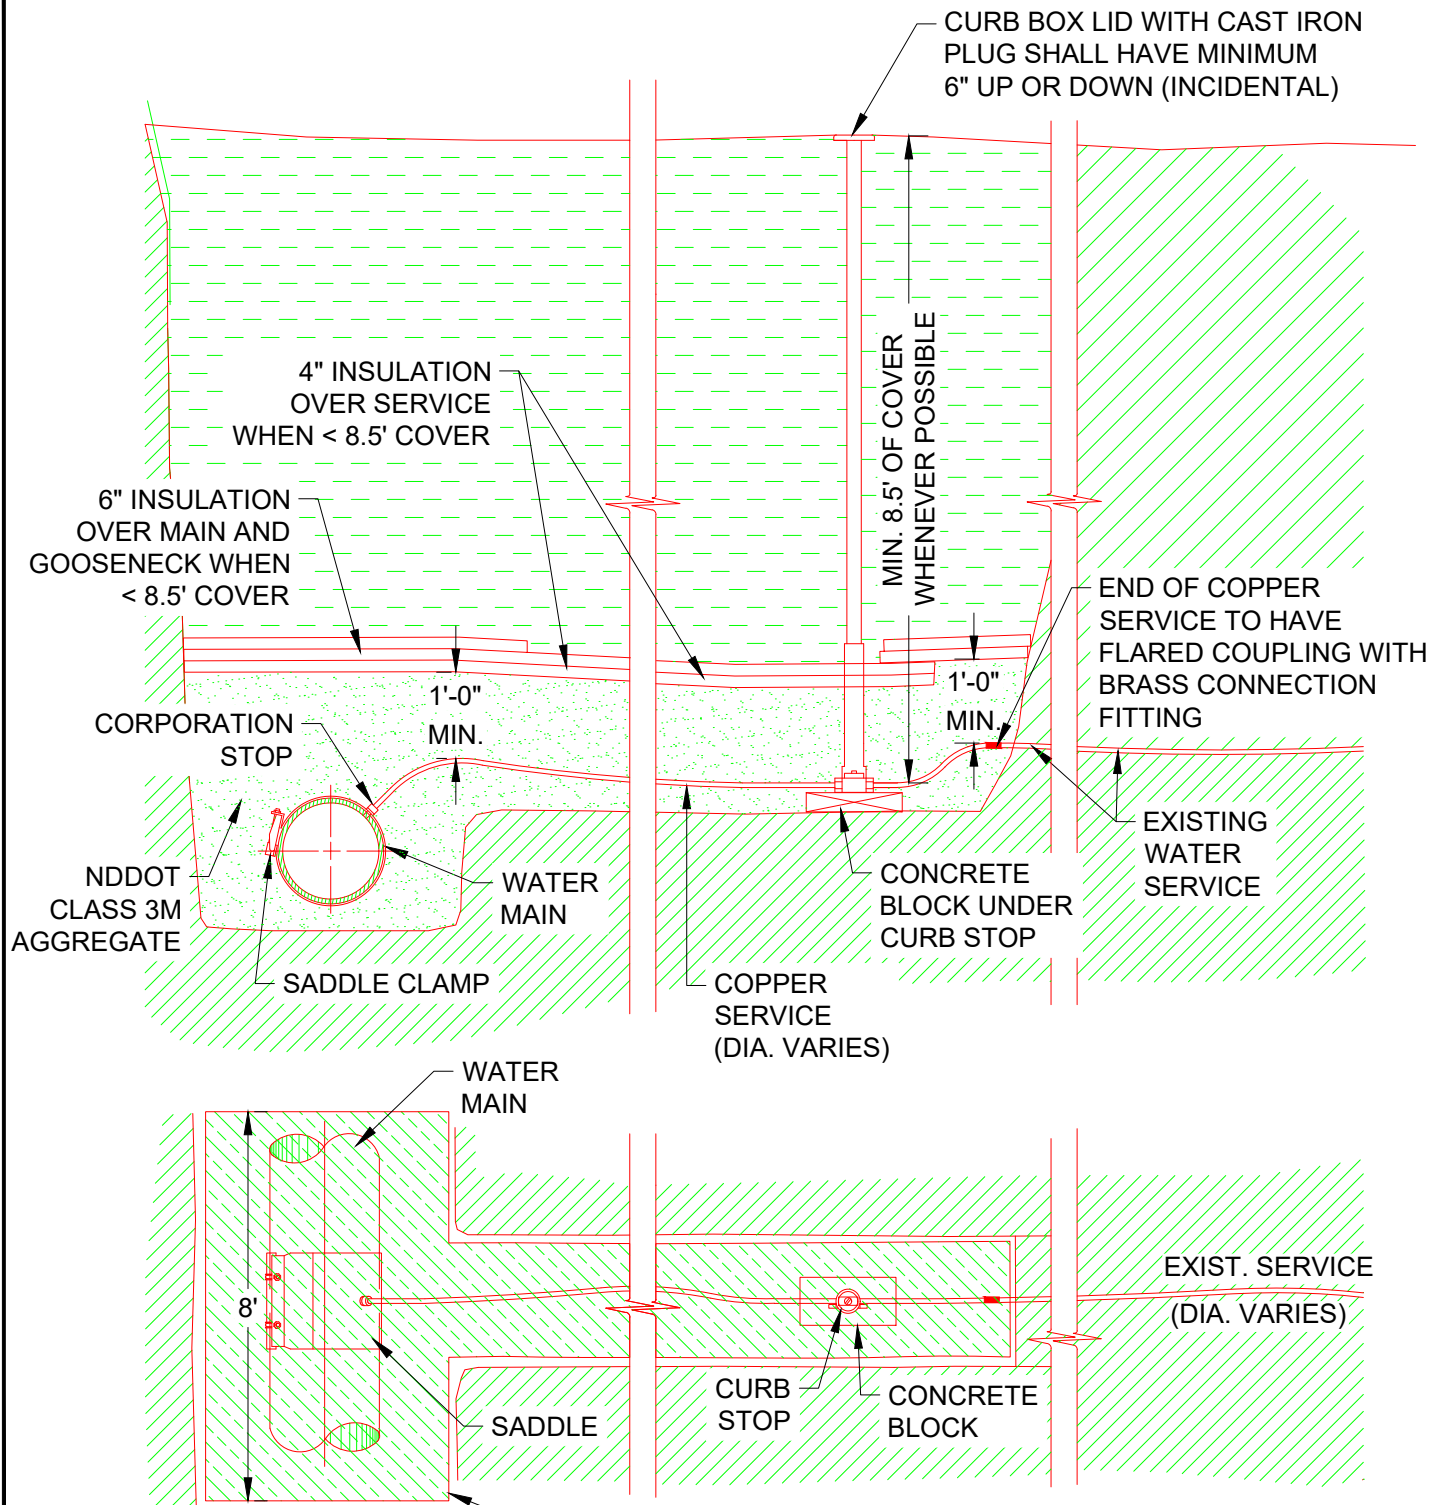 CURB BOX LID WITH CAST IRON
PLUG SHALL HAVE MINIMUM
6" UP OR DOWN (INCIDENTAL)
4" INSULATION
OVER SERVICE
WHEN < 8.5' COVER
MIN. 8.5' OF COVER
WHENEVER POSSIBLE
6" INSULATION
OVER MAIN AND
GOOSENECK WHEN
< 8.5' COVER
END OF COPPER
SERVICE TO HAVE
FLARED COUPLING WITH
BRASS CONNECTION
FITTING
1'-0"
MIN.
1'-0"
MIN.
CORPORATION
STOP
NDDOT
CLASS 3M
AGGREGATE
WATER
MAIN
SADDLE CLAMP
COPPER
SERVICE
(DIA. VARIES)
CONCRETE
BLOCK UNDER
CURB STOP
EXISTING
WATER
SERVICE
WATER
MAIN
8'
EXIST. SERVICE
(DIA. VARIES)
SADDLE
CURB
STOP
CONCRETE
BLOCK